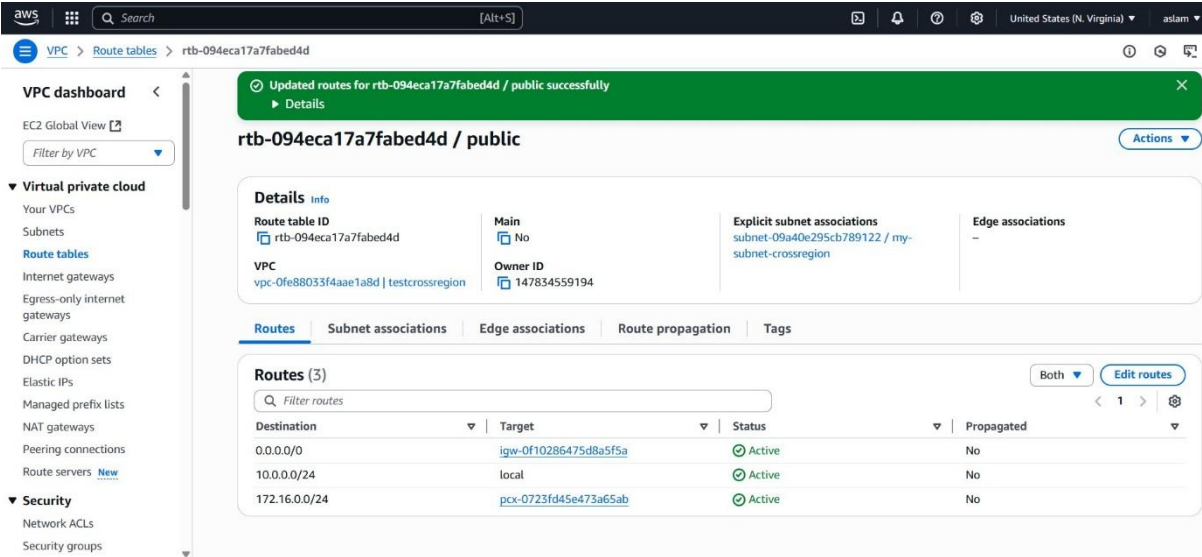 aws
Search [Alt+S] United States (N. Virginia) aslam
VPC > Route tables > rtb-094eca17a7fabed4d
VPC dashboard
EC2 Global View
Filter by VPC
Virtual private cloud
Your VPCs
Subnets
Route tables
Internet gateways
Egress-only internet
gateways
Carrier gateways
DHCP option sets
Elastic IPs
Managed prefix lists
NAT gateways
Peering connections
Route servers New
Security
Network ACLs
Security groups
Updated routes for rtb-094eca17a7fabed4d / public successfully
Details
rtb-094eca17a7fabed4d / public
Actions
Details Info
Route table ID
rtb-094eca17a7fabed4d
Main
No
Explicit subnet associations
subnet-09a40e295cb789122 / my-
subnet-crossregion
Edge associations
–
VPC
vpc-0fe88033f4aae1a8d | testcrossregion
Owner ID
147834559194
Routes Subnet associations Edge associations Route propagation Tags
Routes (3)
Both Edit routes
Filter routes
1
Destination Target Status Propagated
0.0.0.0/0 igw-0f10286475d8a5f5a Active No
10.0.0.0/24 local Active No
172.16.0.0/24 pcx-0723fd45e473a65ab Active No